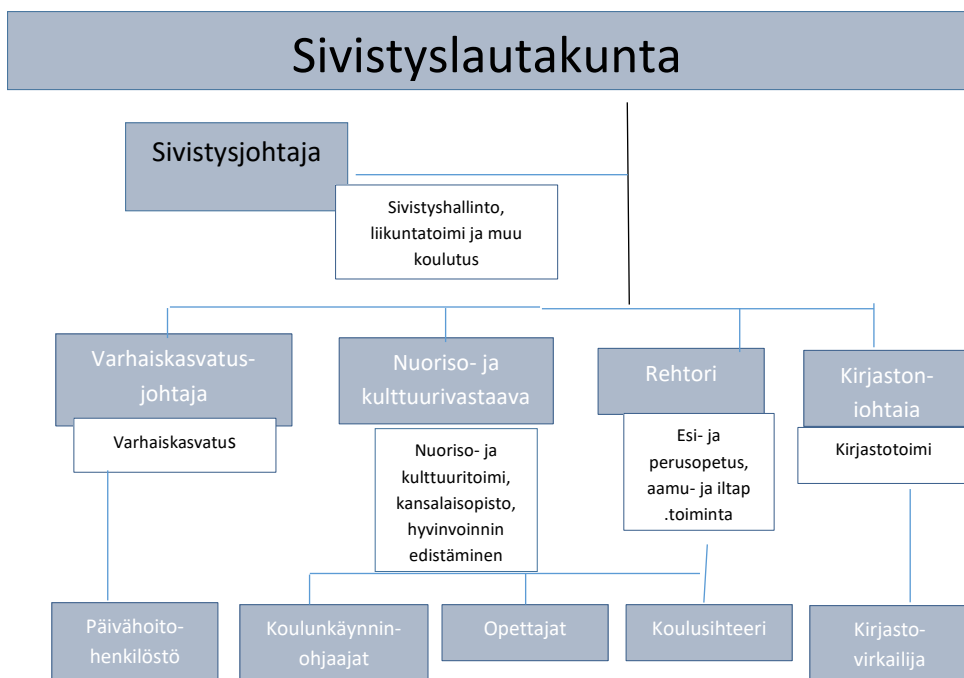 Sivistyslautakunta
Sivistysjohtaja
Sivistyshallinto,
liikuntatoimi ja muu
koulutus
Varhaiskasvatus-
johtaja
Varhaiskasvatus
Nuoriso- ja
kulttuurivastaava
Nuoriso- ja
kulttuuritoimi,
kansalaisopisto,
hyvinvoinnin
edistäminen
Rehtori
Esi- ja
perusopetus,
aamu- ja iltap
.toiminta
Kirjaston-
johtaja
Kirjastotoimi
Päivähoito-
henkilöstö
Koulunkäynnin-
ohjaajat
Opettajat
Koulusihteeri
Kirjasto-
virkailija